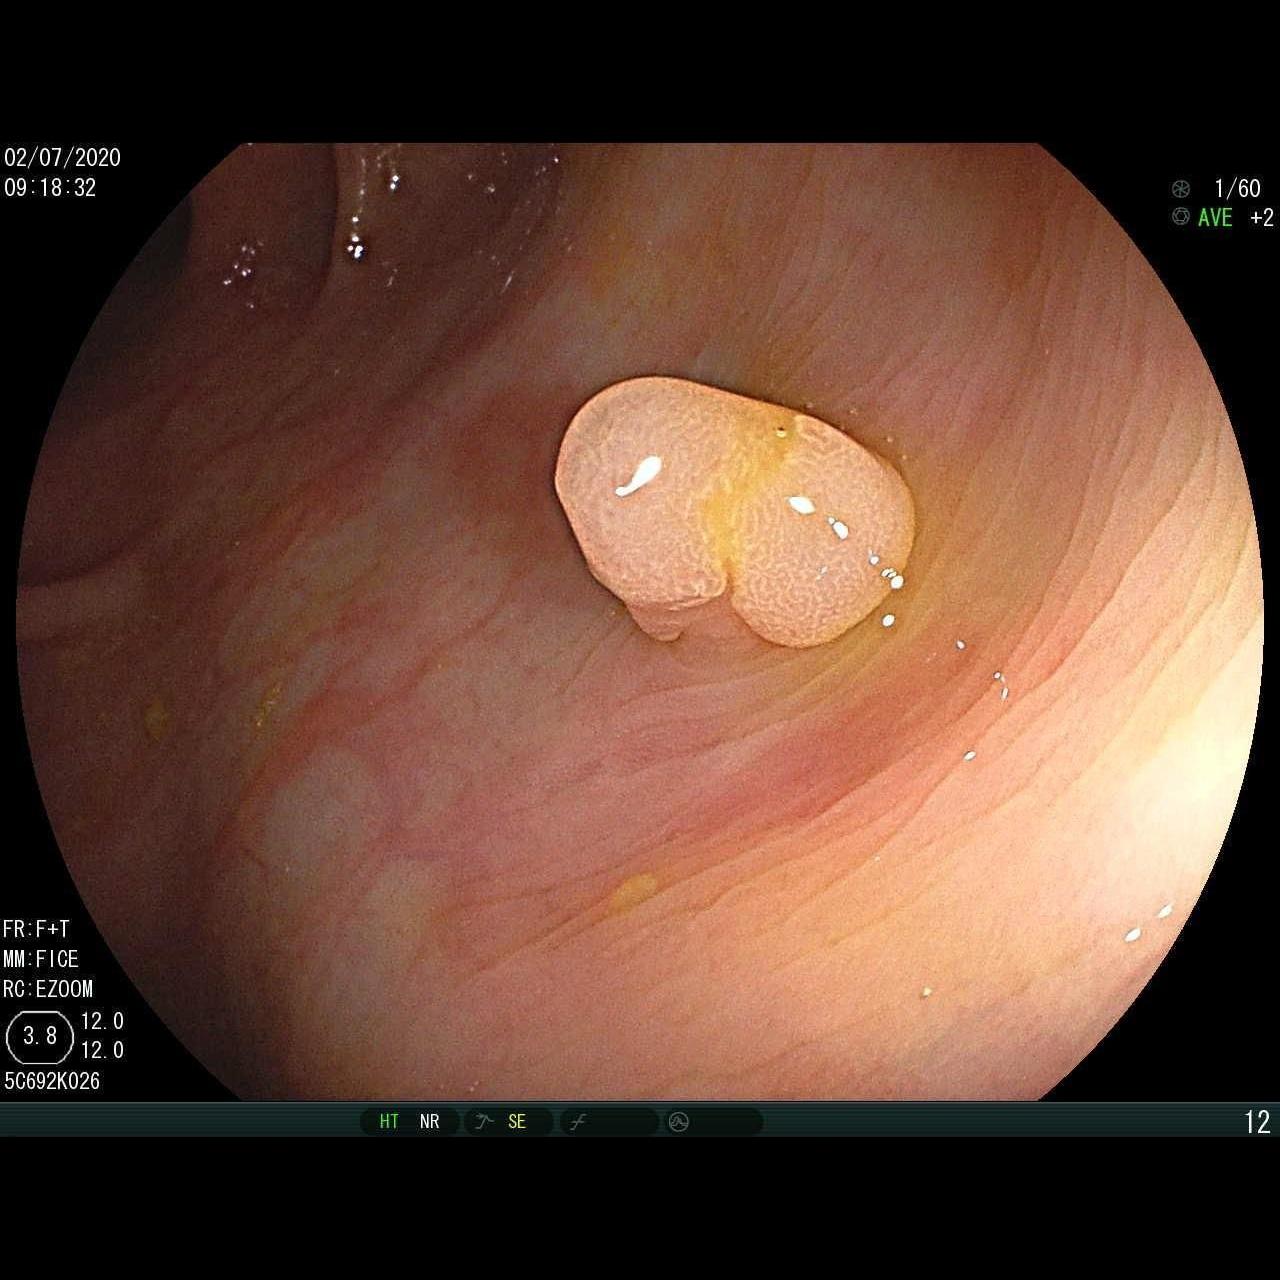 02/07/2020
09:18:32
1/60
AVE +2
FR:F+T
MM:FICE
RC:EZOOM
3.8 12.0
12.0
5C692K026
HT NR SE 12